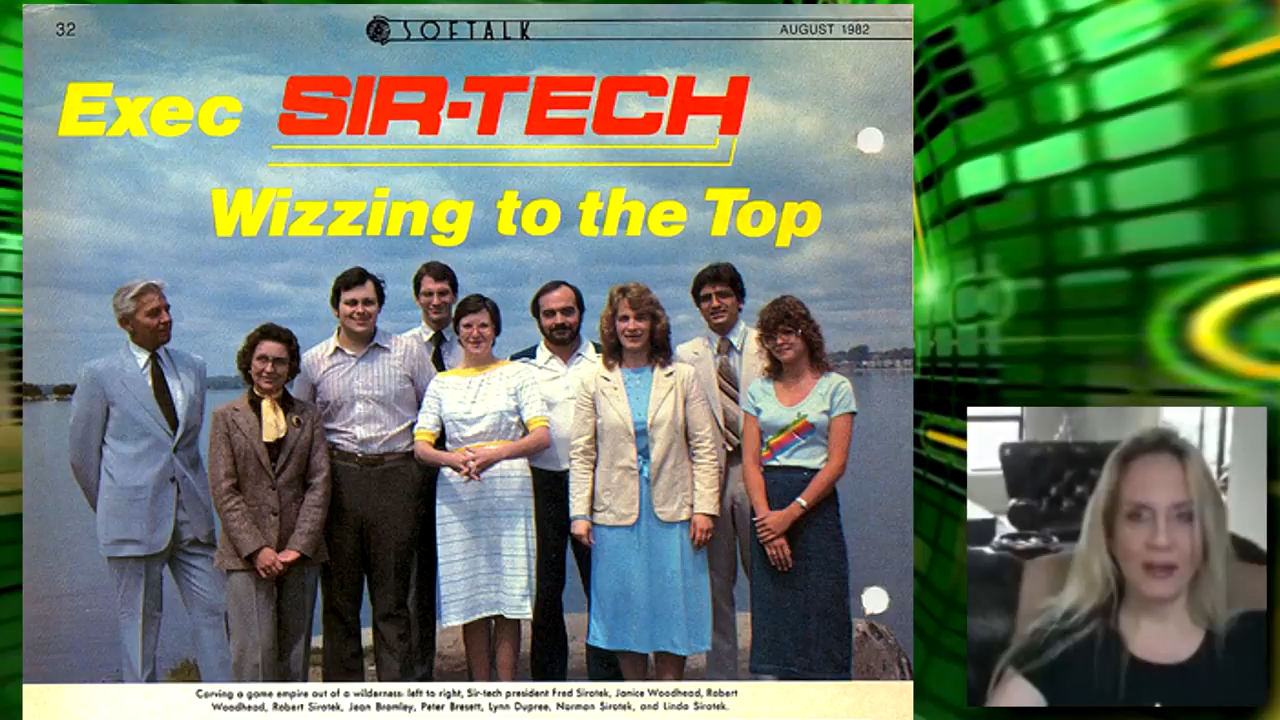 32
SOFTALK
AUGUST 1982
Exec SIR-TECH
Wizzing to the Top
Carving a game empire out of a wilderness: left to right, Sir-tech president Fred Sirotek, Janice Woodhead, Robert
Woodhead, Robert Sirotek, Jean Bromley, Peter Bresett, Lynn Dupree, Norman Sirotek, and Linda Sirotek.